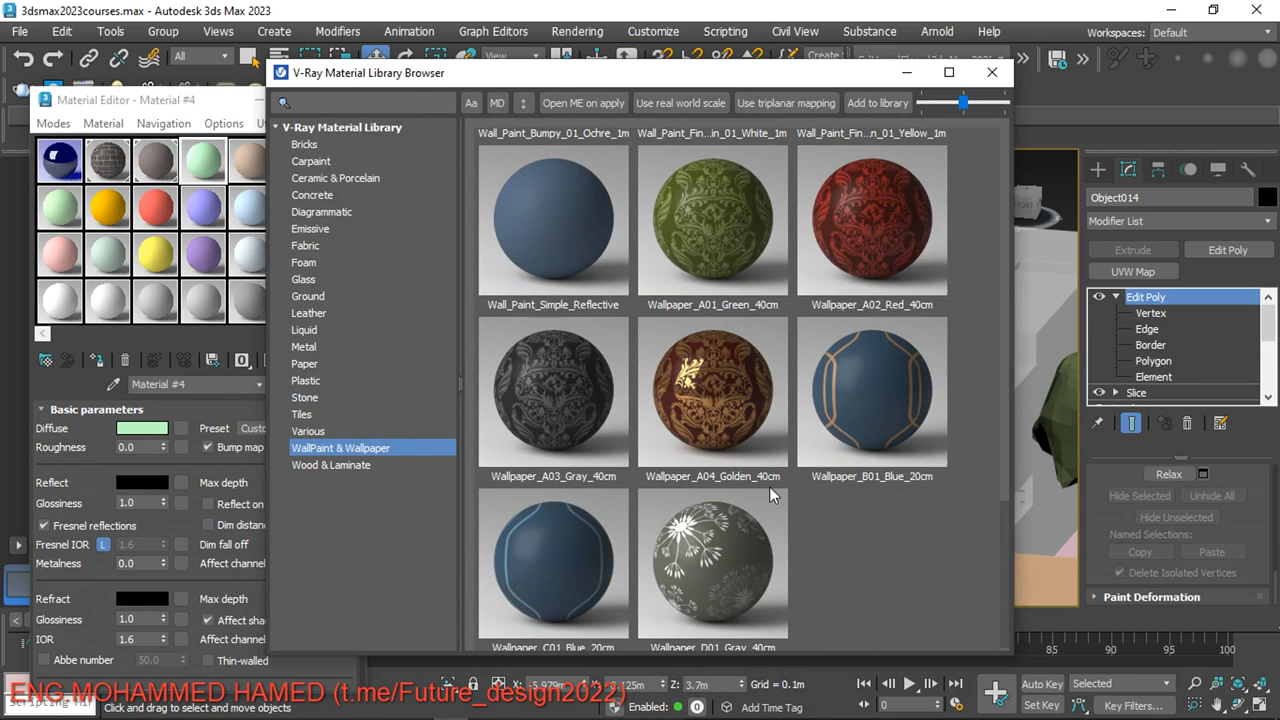 3dsmax2023courses.max - Autodesk 3ds Max 2023
File Edit Tools Group Views Create Modifiers Animation Graph Editors Rendering Customize Scripting Civil View Substance Arnold Help Workspaces: Default
All View Create
V-Ray Material Library Browser
Material Editor - Material #4
Aa MD Open ME on apply Use real world scale Use triplanar mapping Add to library
Modes Material Navigation Options
V-Ray Material Library
Bricks
Carpaint
Ceramic & Porcelain
Concrete
Diagrammatic
Emissive
Fabric
Foam
Glass
Ground
Leather
Liquid
Metal
Paper
Plastic
Stone
Tiles
Various
WallPaint & Wallpaper
Wood & Laminate
Wall_Paint_Bumpy_01_Ochre_1m Wall_Paint_Fin...n_01_White_1m Wall_Paint_Fin...n_01_Yellow_1m
Wall_Paint_Simple_Reflective Wallpaper_A01_Green_40cm Wallpaper_A02_Red_40cm
Wallpaper_A03_Gray_40cm Wallpaper_A04_Golden_40cm Wallpaper_B01_Blue_20cm
Wallpaper_C01_Blue_20cm Wallpaper_D01_Gray_40cm
Material #4
Basic parameters
Diffuse Preset Custo
Roughness 0.0 Bump map
Reflect Max depth
Glossiness 1.0 Reflect on
Fresnel reflections Dim distan
Fresnel IOR L 1.6 Dim fall off
Metalness 0.0 Affect channe
Refract Max depth
Glossiness 1.0 Affect sha
IOR 1.6 Affect channe
Abbe number 50.0 Thin-walled
Object014
Modifier List
Extrude Edit Poly
UVW Map
Edit Poly
Vertex
Edge
Border
Polygon
Element
Slice
Relax
Hide Selected Unhide All
Hide Unselected
Named Selections:
Copy Paste
Delete Isolated Vertices
Paint Deformation
85 90 95 100
Z: 3.7m Grid = 0.1m
ENG MOHAMMED HAMED (t.me/Future_design2022)
Auto Key Selected
Click and drag to select and move objects Enabled: 0 Add Time Tag 0 Set Key Key Filters...